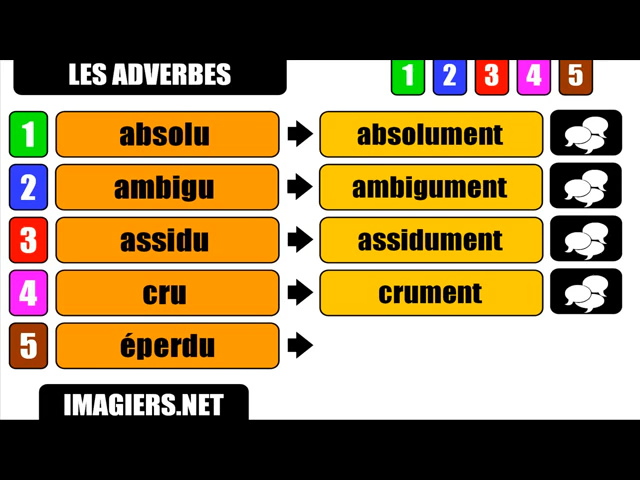 LES ADVERBES
1 2 3 4 5
1 absolu absolument
2 ambigu ambigument
3 assidu assidument
4 cru crument
5 éperdu
IMAGIERS.NET